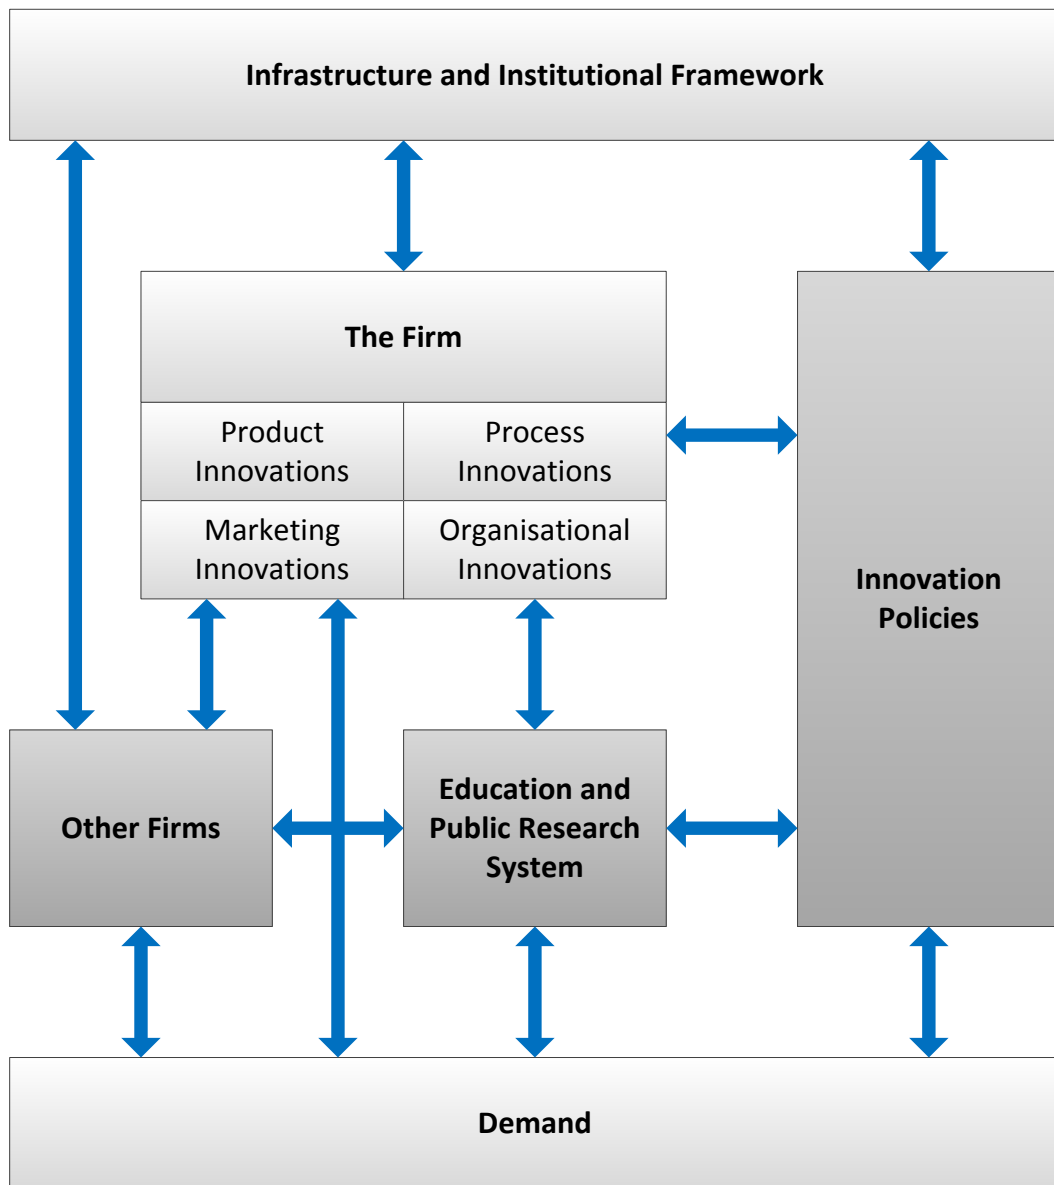 Infrastructure and Institutional Framework
The Firm
Product
Innovations
Process
Innovations
Marketing
Innovations
Organisational
Innovations
Innovation
Policies
Other Firms
Education and
Public Research
System
Demand